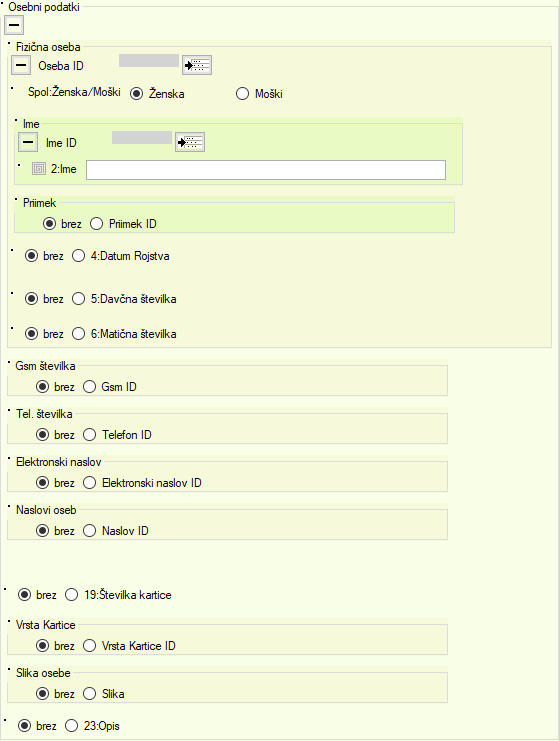 Osebni podatki
Fizična oseba
Oseba ID
Spol:Ženska/Moški Ženska Moški
Ime
Ime ID
2:Ime
Priimek
brez Priimek ID
brez 4:Datum Rojstva
brez 5:Davčna številka
brez 6:Matična številka
Gsm številka
brez Gsm ID
Tel. številka
brez Telefon ID
Elektronski naslov
brez Elektronski naslov ID
Naslovi oseb
brez Naslov ID
brez 19:Številka kartice
Vrsta Kartice
brez Vrsta Kartice ID
Slika osebe
brez Slika
brez 23:Opis